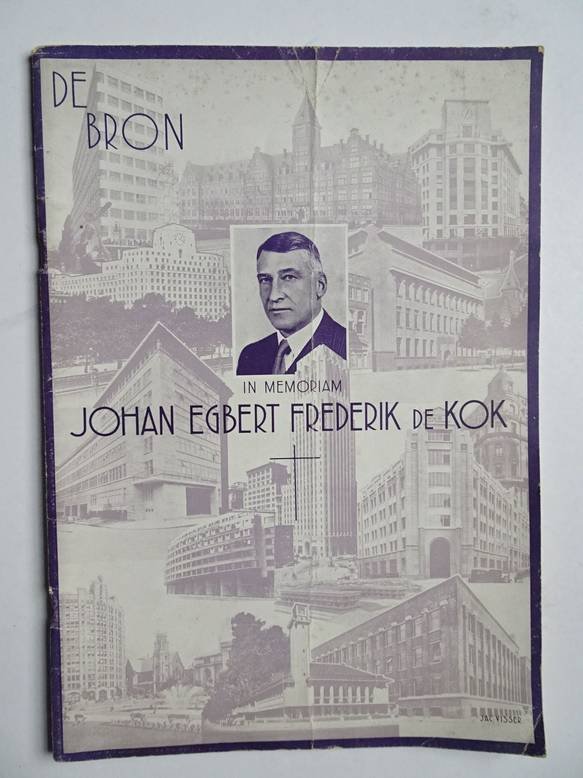 DE
BRON
IN MEMORIAM
JOHAN EGBERT FREDERIK DE KOK
JAC VISSER